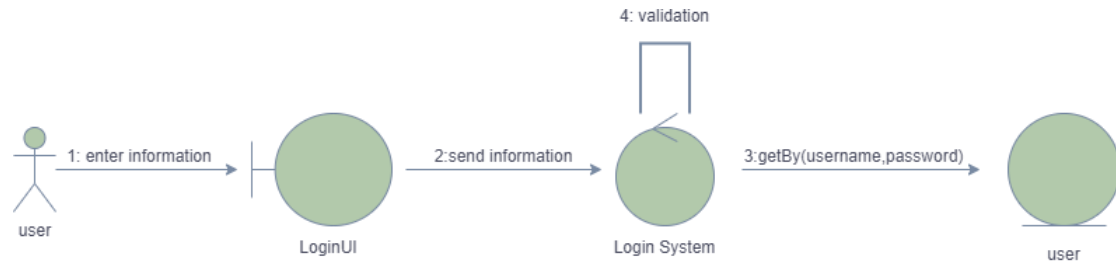 4: validation
1: enter information
2:send information
3:getBy(username,password)
user
LoginUI
Login System
user